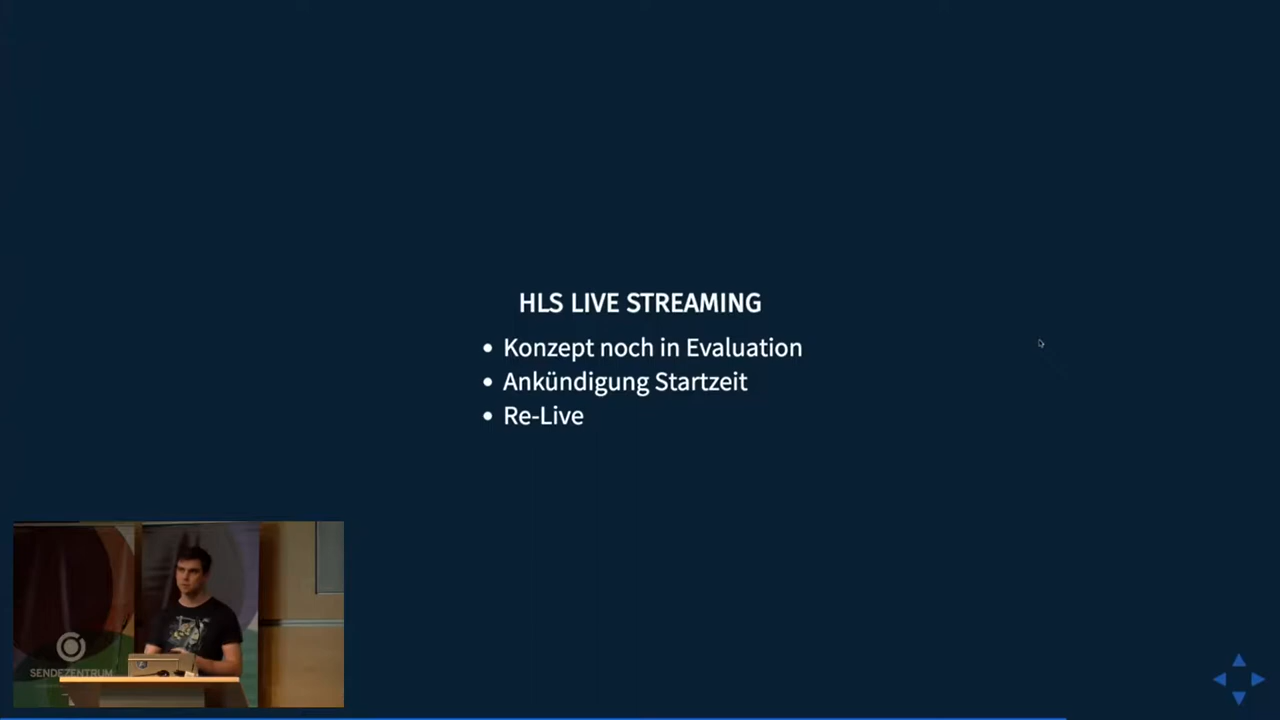 HLS LIVE STREAMING
• Konzept noch in Evaluation
• Ankündigung Startzeit
• Re-Live
SENDEZENTRUM